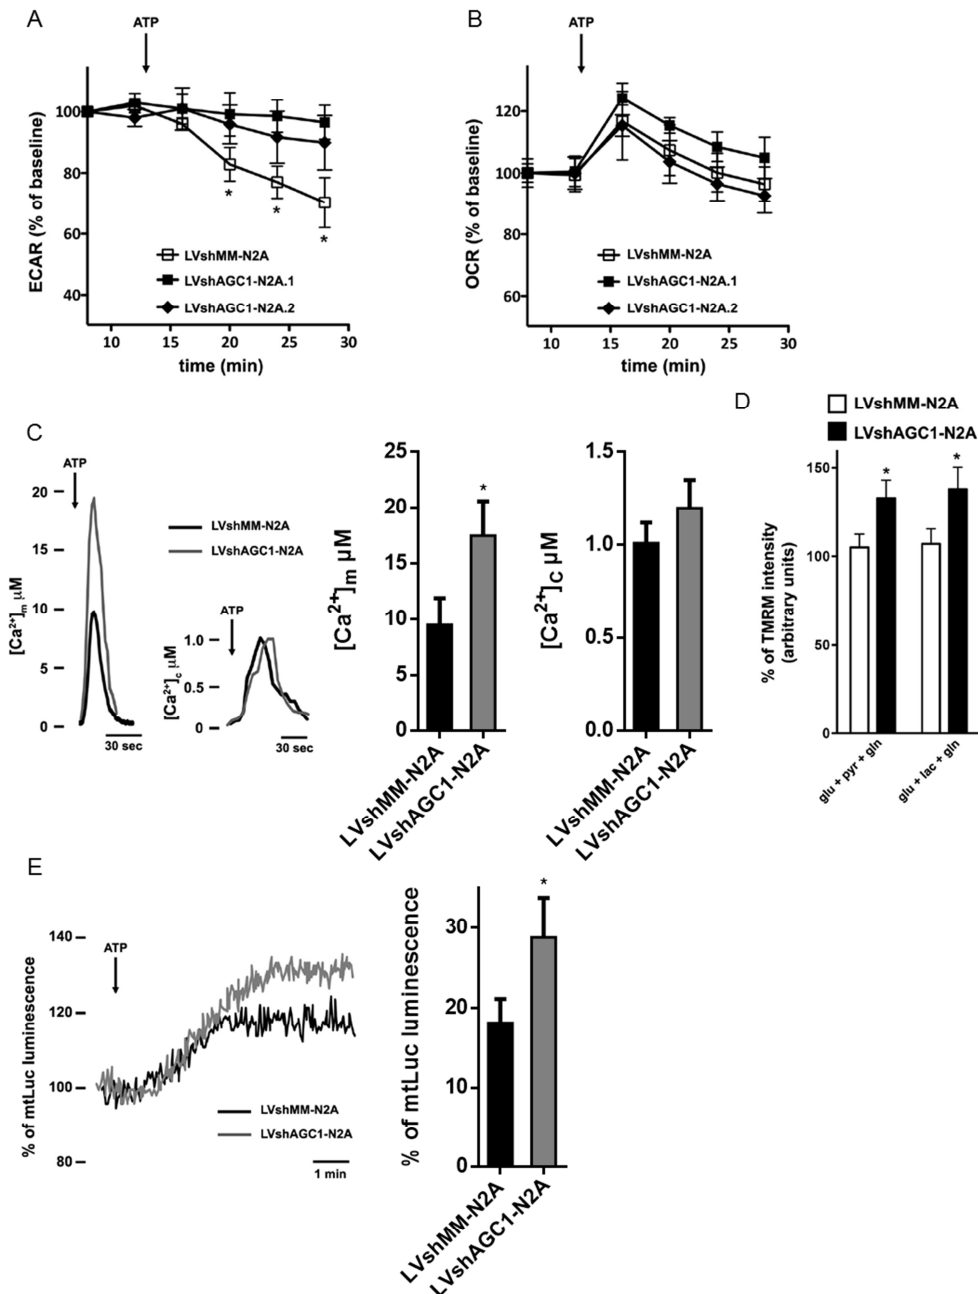 A
ATP
ECAR (% of baseline)
100
80
60
40
LVshMM-N2A
LVshAGC1-N2A.1
LVshAGC1-N2A.2
*
*
*
10 15 20 25 30
time (min)
B
ATP
OCR (% of baseline)
120
100
80
60
LVshMM-N2A
LVshAGC1-N2A.1
LVshAGC1-N2A.2
10 15 20 25 30
time (min)
C
ATP
[Ca²⁺]m µM
20
15
10
5
0
30 sec
LVshMM-N2A
LVshAGC1-N2A
ATP
[Ca²⁺]c µM
1.0
0.5
0
30 sec
[Ca²⁺]m µM
25
20
15
10
5
0
*
LVshMM-N2A
LVshAGC1-N2A
[Ca²⁺]C µM
1.5
1.0
0.5
0.0
LVshMM-N2A
LVshAGC1-N2A
D
LVshMM-N2A
LVshAGC1-N2A
% of TMRM intensity
(arbitrary units)
150
100
50
0
*
*
glu + pyr + gln
glu + lac + gln
E
ATP
% of mtLuc luminescence
140
120
100
80
LVshMM-N2A
LVshAGC1-N2A
1 min
% of mtLuc luminescence
30
20
10
0
*
LVshMM-N2A
LVshAGC1-N2A